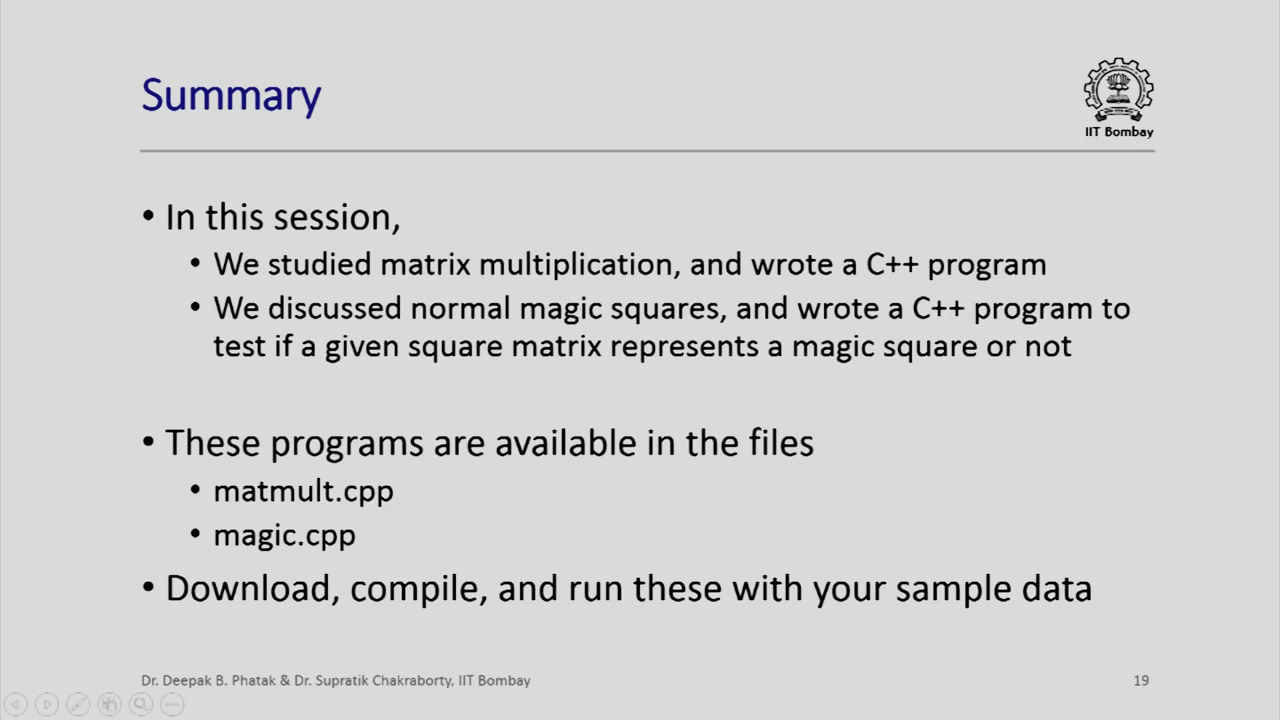 Summary
IIT Bombay
• In this session,
• We studied matrix multiplication, and wrote a C++ program
• We discussed normal magic squares, and wrote a C++ program to
test if a given square matrix represents a magic square or not
• These programs are available in the files
• matmult.cpp
• magic.cpp
• Download, compile, and run these with your sample data
Dr. Deepak B. Phatak & Dr. Supratik Chakraborty, IIT Bombay
19